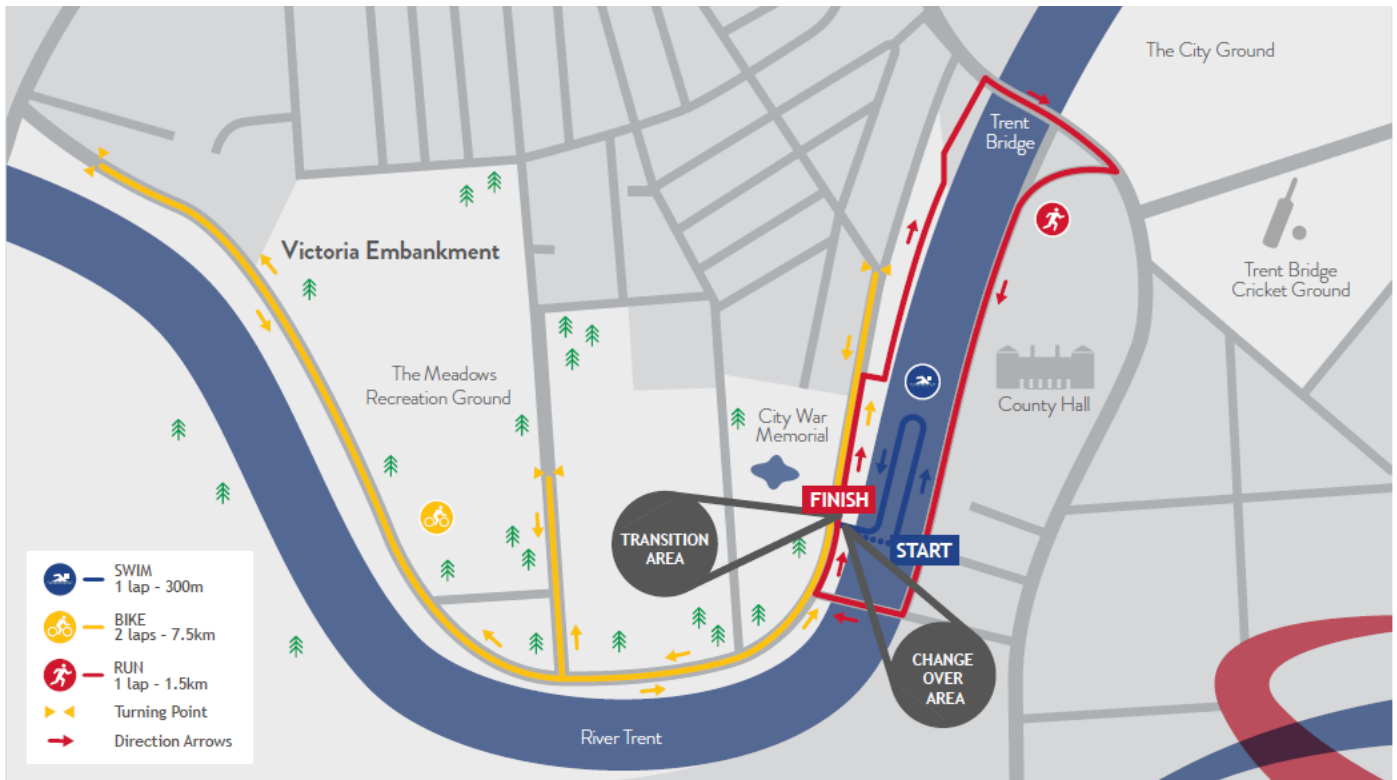 The City Ground
Trent
Bridge
Victoria Embankment
Trent Bridge
Cricket Ground
The Meadows
Recreation Ground
County Hall
City War
Memorial
FINISH
TRANSITION
AREA
START
SWIM
1 lap - 300m
BIKE
2 laps - 7.5km
RUN
1 lap - 1.5km
Turning Point
Direction Arrows
CHANGE
OVER
AREA
River Trent